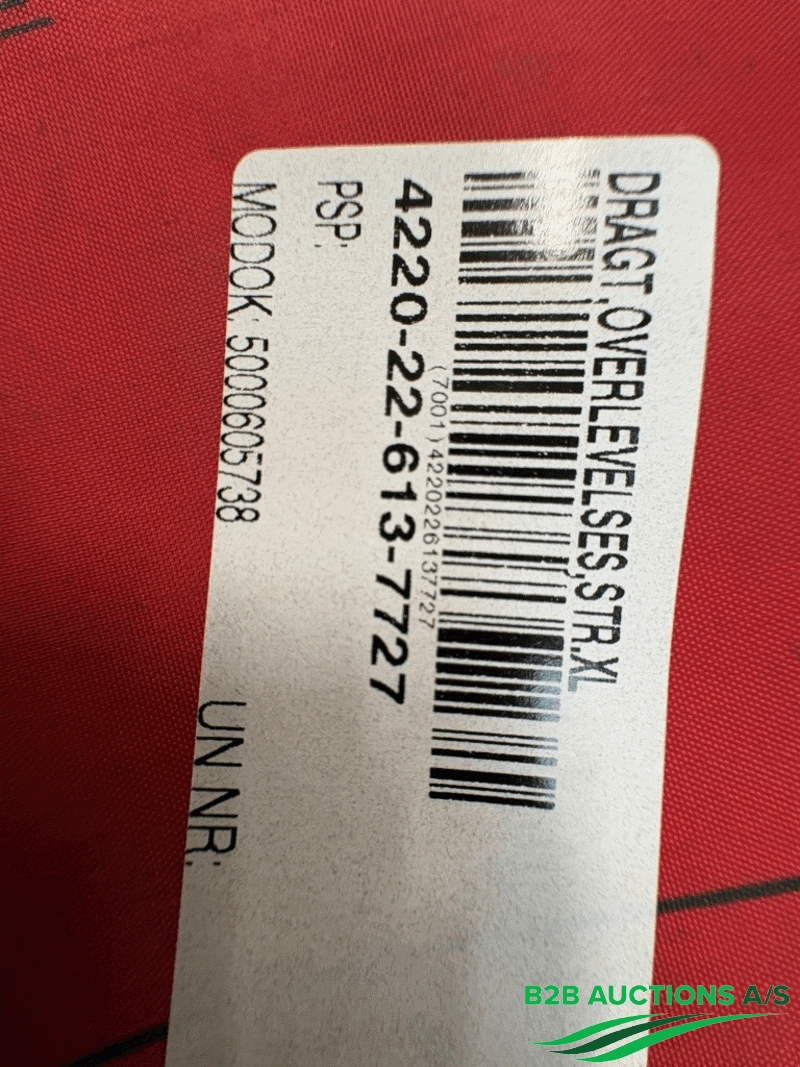 DRAGT,OVERLEVELSES,STR.XL
(7001)4220226137727
4220-22-613-7727
PSP:
MODOK: 5000605738 UN NR:
B2B AUCTIONS A/S